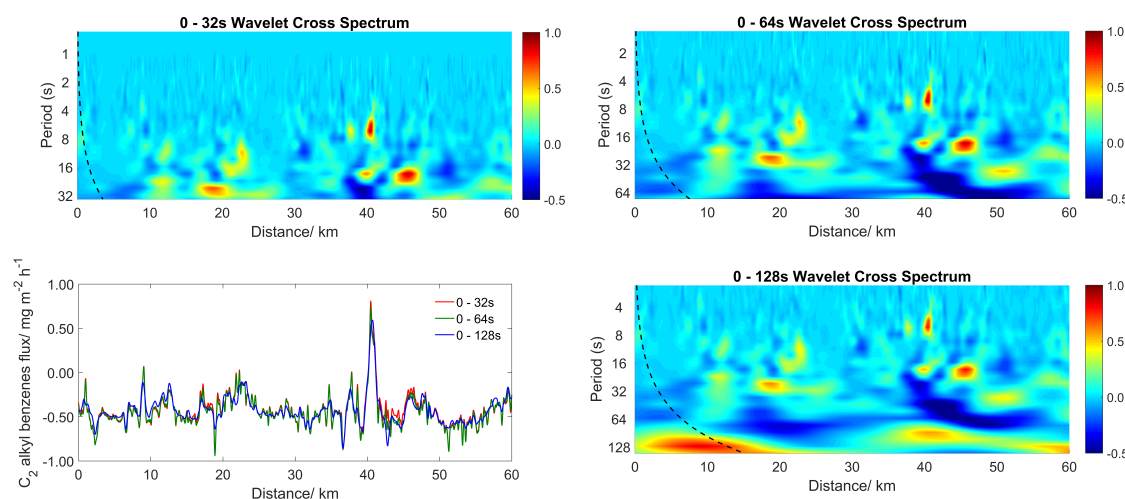 0 - 32s Wavelet Cross Spectrum
Period (s)
1
2
4
8
16
32
0 10 20 30 40 50 60
Distance/ km
1.0
0.5
0.0
-0.5
0 - 64s Wavelet Cross Spectrum
Period (s)
2
4
8
16
32
64
0 10 20 30 40 50 60
Distance/ km
1.0
0.5
0.0
-0.5
C2 alkyl benzenes flux/ mg m-2 h-1
1.00
0.50
0.00
-0.50
-1.00
0 10 20 30 40 50 60
Distance/ km
0 - 32s
0 - 64s
0 - 128s
0 - 128s Wavelet Cross Spectrum
Period (s)
4
8
16
32
64
128
0 10 20 30 40 50 60
Distance/ km
1.0
0.5
0.0
-0.5